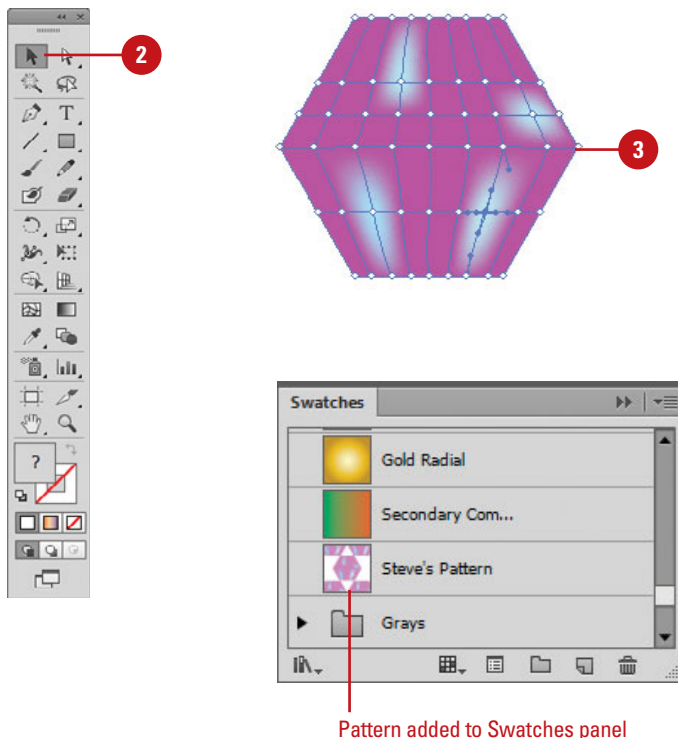 2
T
?
3
Swatches
Gold Radial
Secondary Com...
Steve's Pattern
Grays
Pattern added to Swatches panel